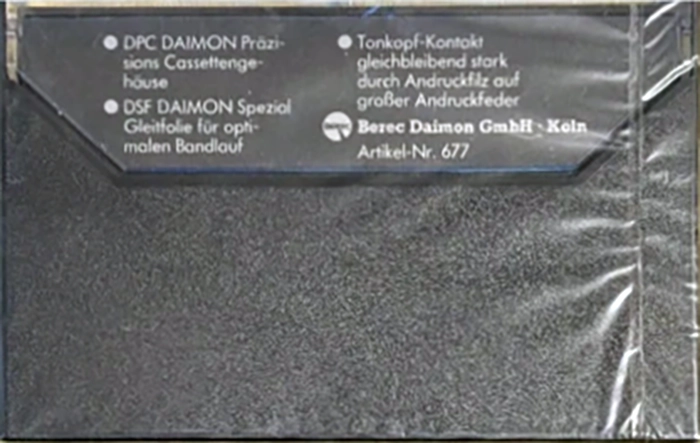 ● DPC DAIMON Präzi-
sions Cassettenge-
häuse
● DSF DAIMON Spezial
Gleitfolie für opti-
malen Bandlauf
● Tonkopf-Kontakt
gleichbleibend stark
durch Andruckfilz auf
großer Andruckfeder
Berec Daimon GmbH · Köln
Artikel-Nr. 677